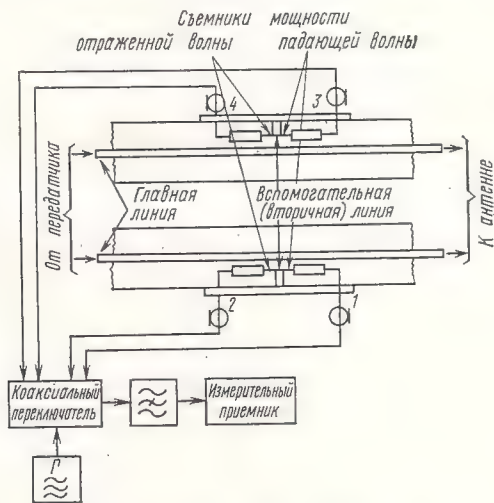 Съемники мощности
отраженной волны падающей волны
4
3
От передатчика
Главная
линия
Вспомогательная
(вторичная) линия
К антенне
2
1
Коаксиальный
переключатель
Измерительный
приемник
Г